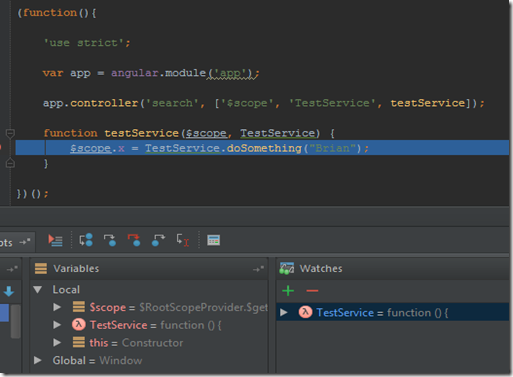 (function(){
'use strict';
var app = angular.module('app');
app.controller('search', ['$scope', 'TestService', testService]);
function testService($scope, TestService) {
$scope.x = TestService.doSomething("Brian");
}
})();
Variables
Local
$scope = $RootScopeProvider.$get
TestService = function () {
this = Constructor
Global = Window
Watches
TestService = function () {